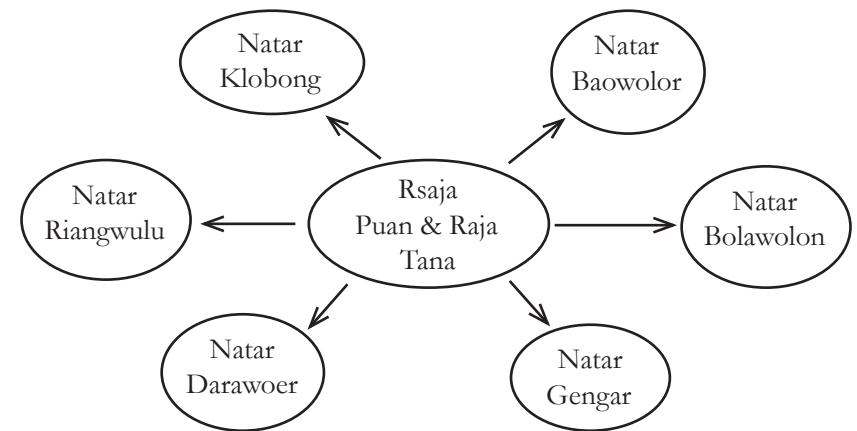 Natar
Klobong
Natar
Baowolor
Natar
Riangwulu
Rsaja
Puan & Raja
Tana
Natar
Bolawolon
Natar
Darawoer
Natar
Gengar